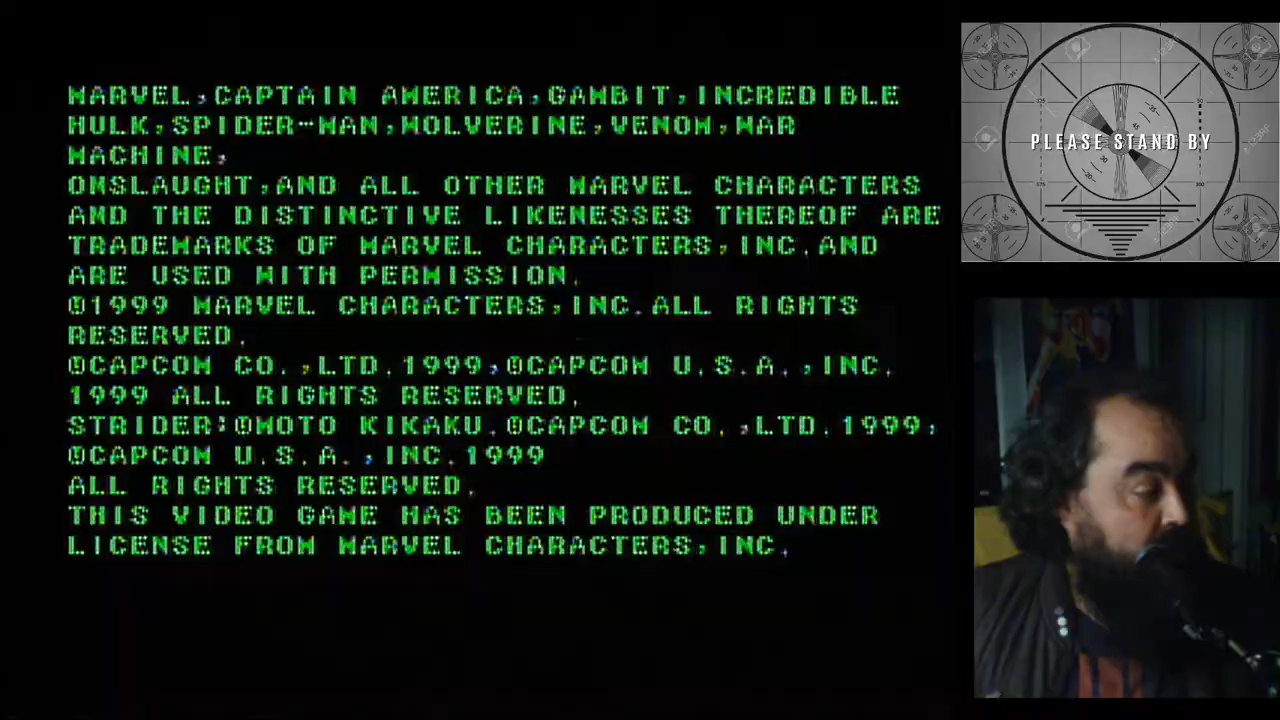 MARVEL,CAPTAIN AMERICA,GAMBIT,INCREDIBLE
HULK,SPIDER-MAN,WOLVERINE,VENOM,WAR
MACHINE,
ONSLAUGHT,AND ALL OTHER MARVEL CHARACTERS
AND THE DISTINCTIVE LIKENESSES THEREOF ARE
TRADEMARKS OF MARVEL CHARACTERS,INC.AND
ARE USED WITH PERMISSION.
©1999 MARVEL CHARACTERS,INC.ALL RIGHTS
RESERVED.
©CAPCOM CO.,LTD.1999,©CAPCOM U.S.A.,INC.
1999 ALL RIGHTS RESERVED.
STRIDER:©MOTO KIKAKU.©CAPCOM CO.,LTD.1999,
©CAPCOM U.S.A.,INC.1999
ALL RIGHTS RESERVED.
THIS VIDEO GAME HAS BEEN PRODUCED UNDER
LICENSE FROM MARVEL CHARACTERS,INC.
PLEASE STAND BY